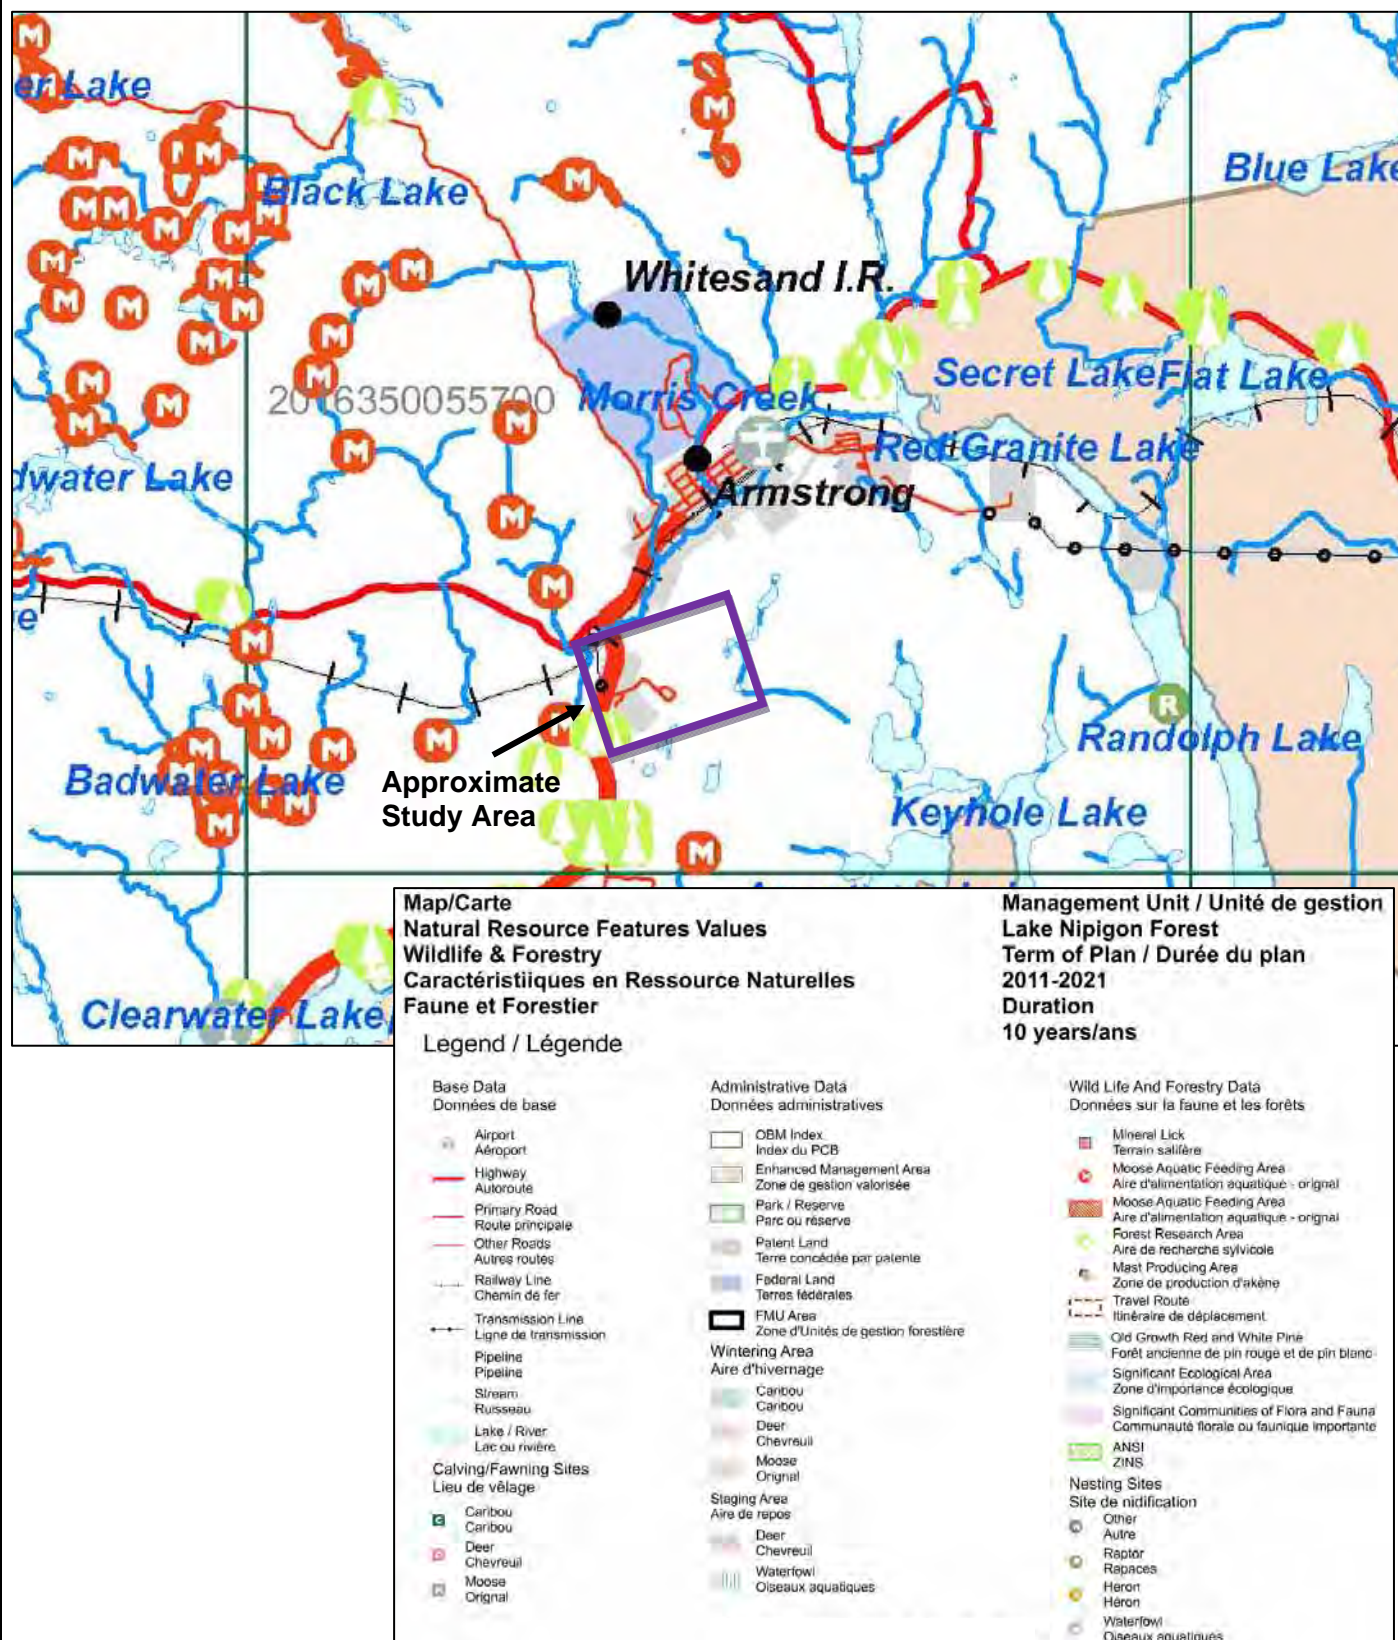 M
er Lake
M
M
M
M
Blue Lake
M
M
Black Lake
M
M
M
M
M
M
Whitesand I.R.
M
M
M
M
M
M
M
M
M
M
Secret Lake
Flat Lake
M
M
2016350055700
Morris Creek
M
M
M
M
Red Granite Lake
dwater Lake
Armstrong
M
M
e
M
R
M
M
M
M
M
Randolph Lake
M
Badwater Lake
Approximate
Study Area
M
M
Keyhole Lake
M
Clearwater Lake
Map/Carte
Natural Resource Features Values
Wildlife & Forestry
Caractéristiiques en Ressource Naturelles
Faune et Forestier
Management Unit / Unité de gestion
Lake Nipigon Forest
Term of Plan / Durée du plan
2011-2021
Duration
10 years/ans
Legend / Légende
Base Data
Données de base
Airport
Aéroport
Highway
Autoroute
Primary Road
Route principale
Other Roads
Autres routes
Railway Line
Chemin de fer
Transmission Line
Ligne de transmission
Pipeline
Pipeline
Stream
Ruisseau
Lake / River
Lac ou rivière
Calving/Fawning Sites
Lieu de vêlage
Caribou
Caribou
Deer
Chevreuil
Moose
Orignal
Administrative Data
Données administratives
OBM Index
Index du PCB
Enhanced Management Area
Zone de gestion valorisée
Park / Reserve
Parc ou réserve
Patent Land
Terre concédée par patente
Federal Land
Terres fédérales
FMU Area
Zone d'Unités de gestion forestière
Wintering Area
Aire d'hivernage
Caribou
Caribou
Deer
Chevreuil
Moose
Orignal
Staging Area
Aire de repos
Deer
Chevreuil
Waterfowl
Oiseaux aquatiques
Wild Life And Forestry Data
Données sur la faune et les forêts
Mineral Lick
Terrain salifère
Moose Aquatic Feeding Area
Aire d'alimentation aquatique - orignal
Moose Aquatic Feeding Area
Aire d'alimentation aquatique - orignal
Forest Research Area
Aire de recherche sylvicole
Mast Producing Area
Zone de production d'akène
Travel Route
Itinéraire de déplacement
Old Growth Red and White Pine
Forêt ancienne de pin rouge et de pin blanc
Significant Ecological Area
Zone d'importance écologique
Significant Communities of Flora and Fauna
Communauté florale ou faunique importante
ANSI
ZINS
Nesting Sites
Site de nidification
Other
Autre
Raptor
Rapaces
Heron
Héron
Waterfowl
Oiseaux aquatiques